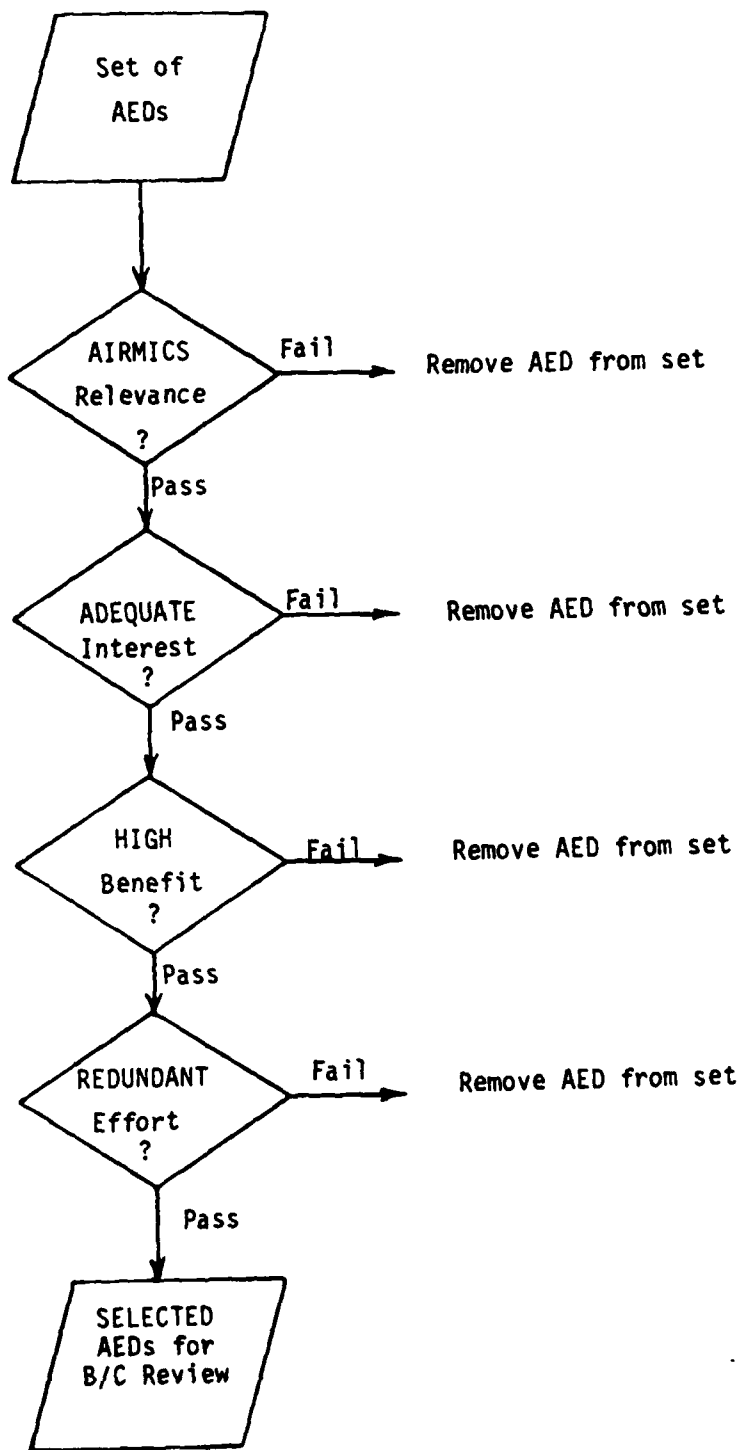 Set of
AEDs
AIRMICS
Relevance
?
Fail
Remove AED from set
Pass
ADEQUATE
Interest
?
Fail
Remove AED from set
Pass
HIGH
Benefit
?
Fail
Remove AED from set
Pass
REDUNDANT
Effort
?
Fail
Remove AED from set
Pass
SELECTED
AEDs for
B/C Review